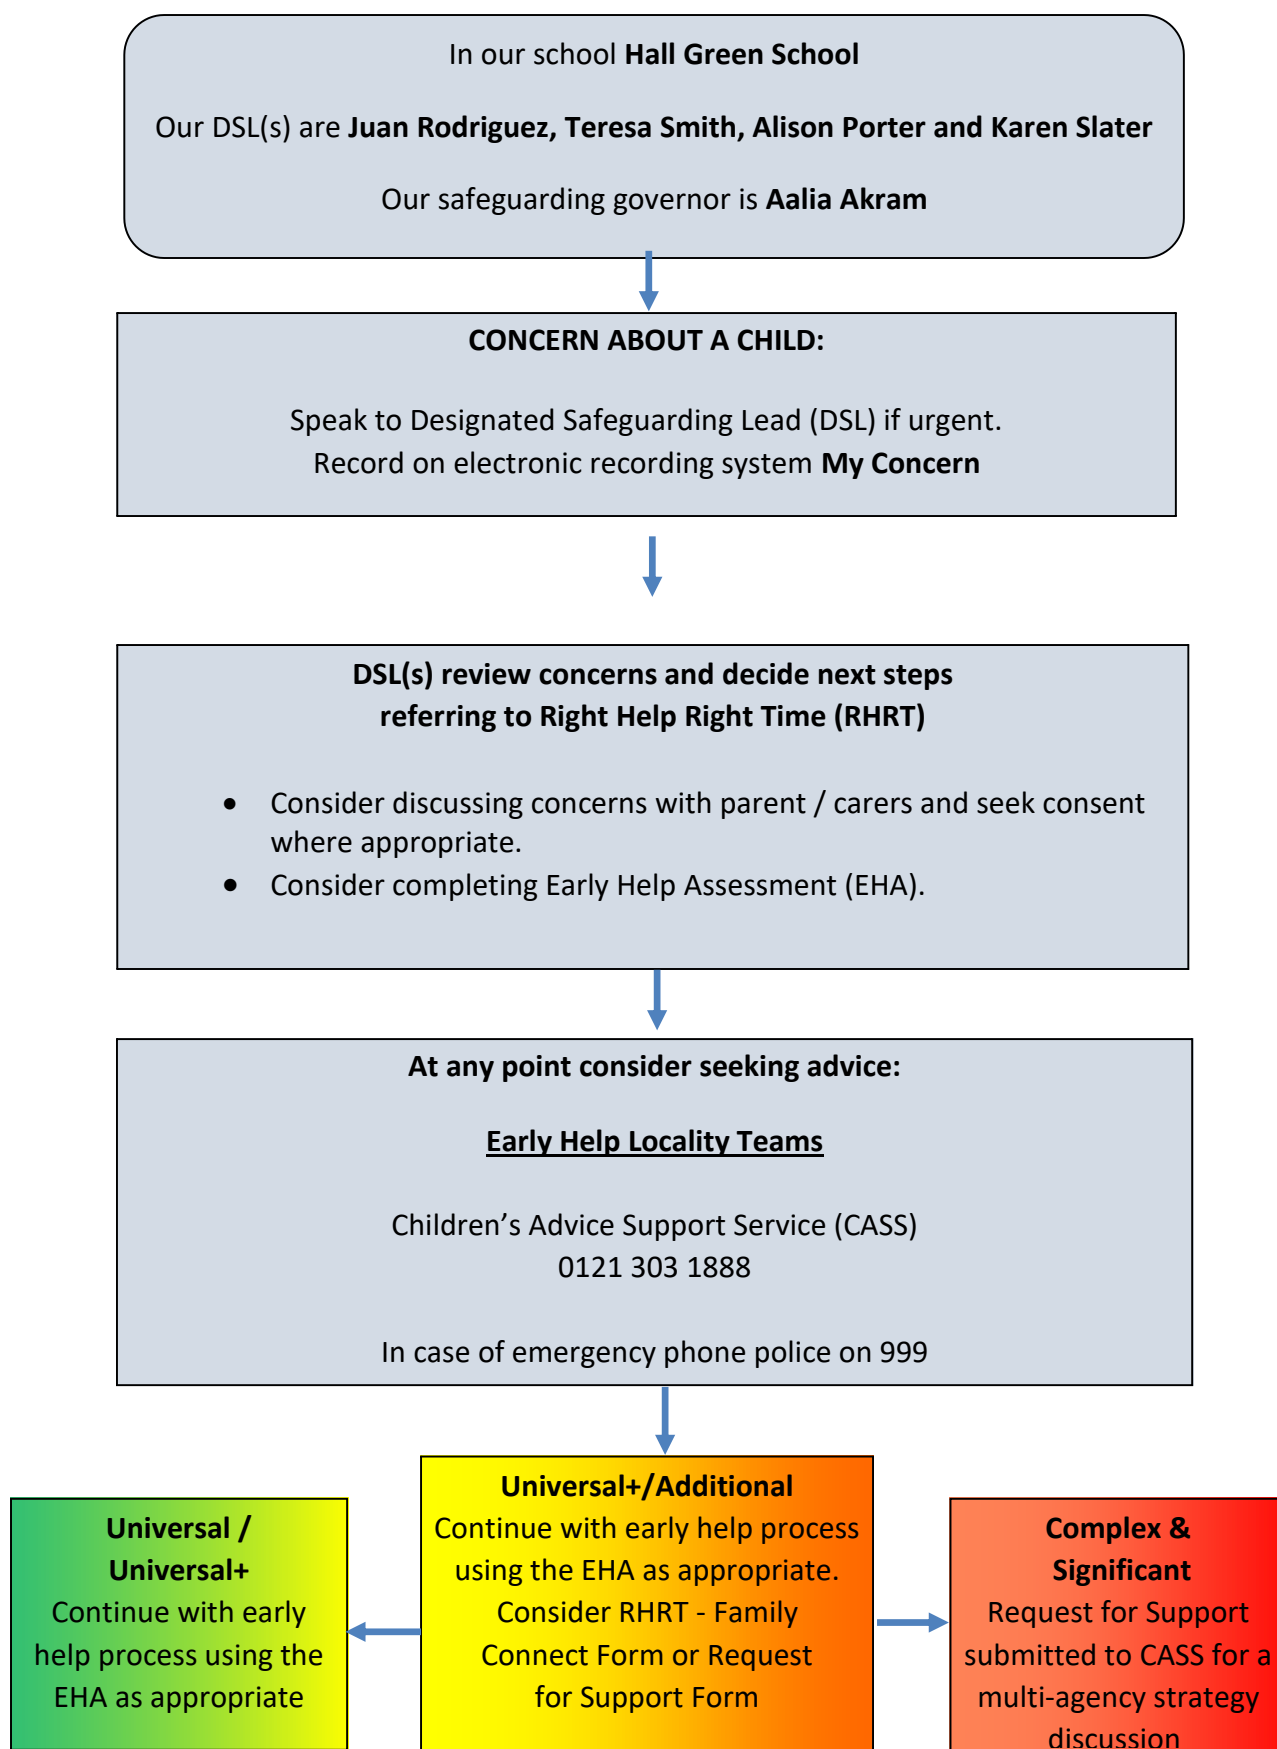 In our school Hall Green School
Our DSL(s) are Juan Rodriguez, Teresa Smith, Alison Porter and Karen Slater
Our safeguarding governor is Aalia Akram
CONCERN ABOUT A CHILD:
Speak to Designated Safeguarding Lead (DSL) if urgent.
Record on electronic recording system My Concern
DSL(s) review concerns and decide next steps
referring to Right Help Right Time (RHRT)
• Consider discussing concerns with parent / carers and seek consent
where appropriate.
• Consider completing Early Help Assessment (EHA).
At any point consider seeking advice:
Early Help Locality Teams
Children’s Advice Support Service (CASS)
0121 303 1888
In case of emergency phone police on 999
Universal /
Universal+
Continue with early
help process using the
EHA as appropriate
Universal+/Additional
Continue with early help process
using the EHA as appropriate.
Consider RHRT - Family
Connect Form or Request
for Support Form
Complex &
Significant
Request for Support
submitted to CASS for a
multi-agency strategy
discussion